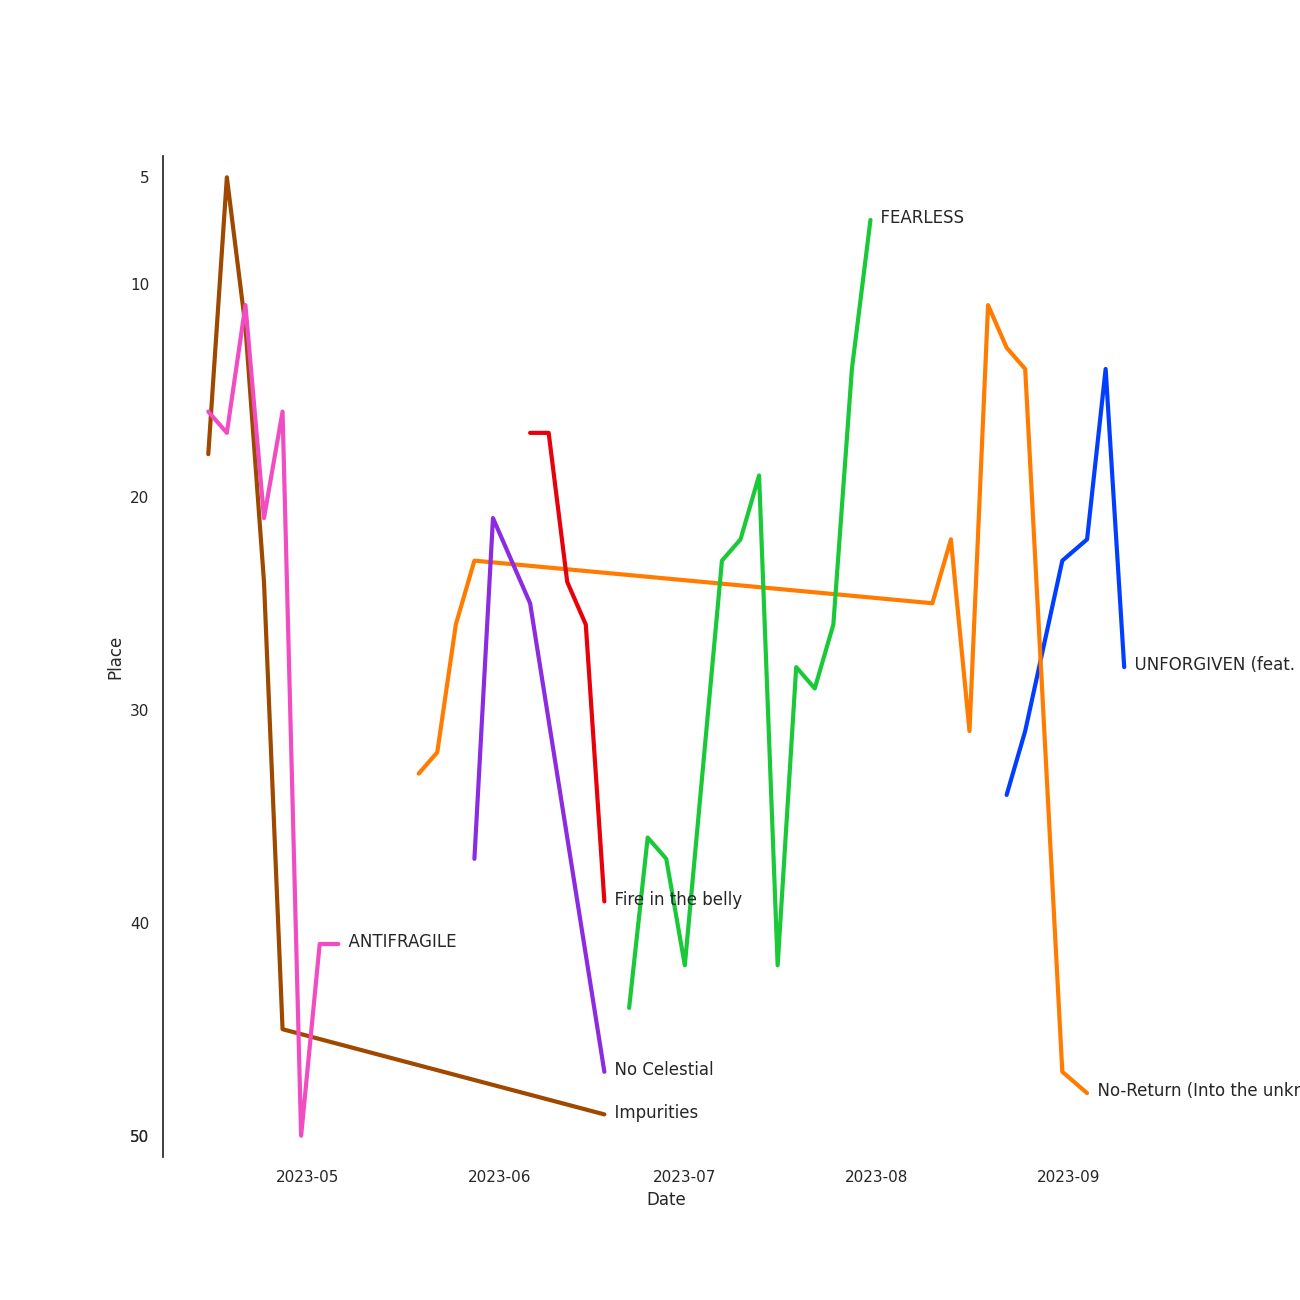 5
FEARLESS
10
20
Place
UNFORGIVEN (feat.
30
Fire in the belly
40
ANTIFRAGILE
No Celestial
No-Return (Into the unkr
Impurities
50
2023-05 2023-06 2023-07 2023-08 2023-09
Date